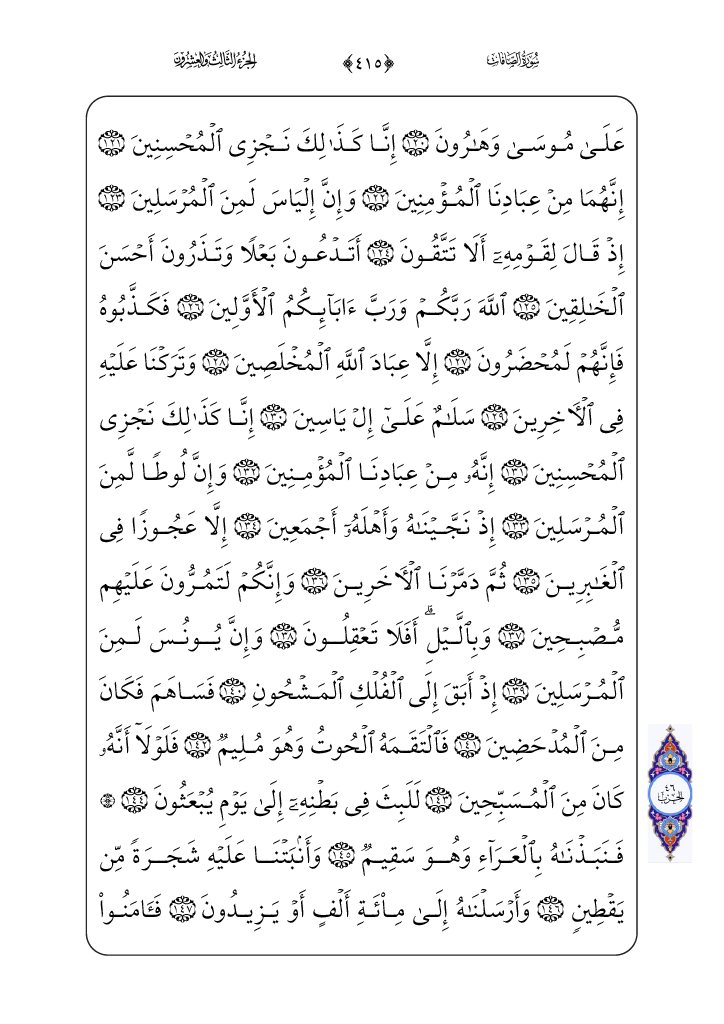 سُورَةُ الصَّافَّات
﴿٤١٥﴾
الجُزْءُ الثَّالِثُ وَالعِشْرُونَ
عَلَىٰ مُوسَىٰ وَهَٰرُونَ ١٢٠ إِنَّا كَذَٰلِكَ نَجْزِى ٱلْمُحْسِنِينَ ١٢١
إِنَّهُمَا مِنْ عِبَادِنَا ٱلْمُؤْمِنِينَ ١٢٢ وَإِنَّ إِلْيَاسَ لَمِنَ ٱلْمُرْسَلِينَ ١٢٣
إِذْ قَالَ لِقَوْمِهِۦٓ أَلَا تَتَّقُونَ ١٢٤ أَتَدْعُونَ بَعْلًا وَتَذَرُونَ أَحْسَنَ
ٱلْخَٰلِقِينَ ١٢٥ ٱللَّهَ رَبَّكُمْ وَرَبَّ ءَابَآئِكُمُ ٱلْأَوَّلِينَ ١٢٦ فَكَذَّبُوهُ
فَإِنَّهُمْ لَمُحْضَرُونَ ١٢٧ إِلَّا عِبَادَ ٱللَّهِ ٱلْمُخْلَصِينَ ١٢٨ وَتَرَكْنَا عَلَيْهِ
فِى ٱلْأَخِرِينَ ١٢٩ سَلَٰمٌ عَلَىٰٓ إِلْ يَاسِينَ ١٣٠ إِنَّا كَذَٰلِكَ نَجْزِى
ٱلْمُحْسِنِينَ ١٣١ إِنَّهُۥ مِنْ عِبَادِنَا ٱلْمُؤْمِنِينَ ١٣٢ وَإِنَّ لُوطًا لَّمِنَ
ٱلْمُرْسَلِينَ ١٣٣ إِذْ نَجَّيْنَٰهُ وَأَهْلَهُۥٓ أَجْمَعِينَ ١٣٤ إِلَّا عَجُوزًا فِى
ٱلْغَٰبِرِينَ ١٣٥ ثُمَّ دَمَّرْنَا ٱلْأَخَرِينَ ١٣٦ وَإِنَّكُمْ لَتَمُرُّونَ عَلَيْهِم
مُّصْبِحِينَ ١٣٧ وَبِٱلَّيْلِ ۗ أَفَلَا تَعْقِلُونَ ١٣٨ وَإِنَّ يُونُسَ لَمِنَ
ٱلْمُرْسَلِينَ ١٣٩ إِذْ أَبَقَ إِلَى ٱلْفُلْكِ ٱلْمَشْحُونِ ١٤٠ فَسَاهَمَ فَكَانَ
مِنَ ٱلْمُدْحَضِينَ ١٤١ فَٱلْتَقَمَهُ ٱلْحُوتُ وَهُوَ مُلِيمٌ ١٤٢ فَلَوْلَآ أَنَّهُۥ
كَانَ مِنَ ٱلْمُسَبِّحِينَ ١٤٣ لَلَبِثَ فِى بَطْنِهِۦٓ إِلَىٰ يَوْمِ يُبْعَثُونَ ١٤٤ ۞
فَنَبَذْنَٰهُ بِٱلْعَرَآءِ وَهُوَ سَقِيمٌ ١٤٥ وَأَنۢبَتْنَا عَلَيْهِ شَجَرَةً مِّن
يَقْطِينٍ ١٤٦ وَأَرْسَلْنَٰهُ إِلَىٰ مِا۟ئَةِ أَلْفٍ أَوْ يَزِيدُونَ ١٤٧ فَـَٔامَنُوا۟
٤٦
الحزب